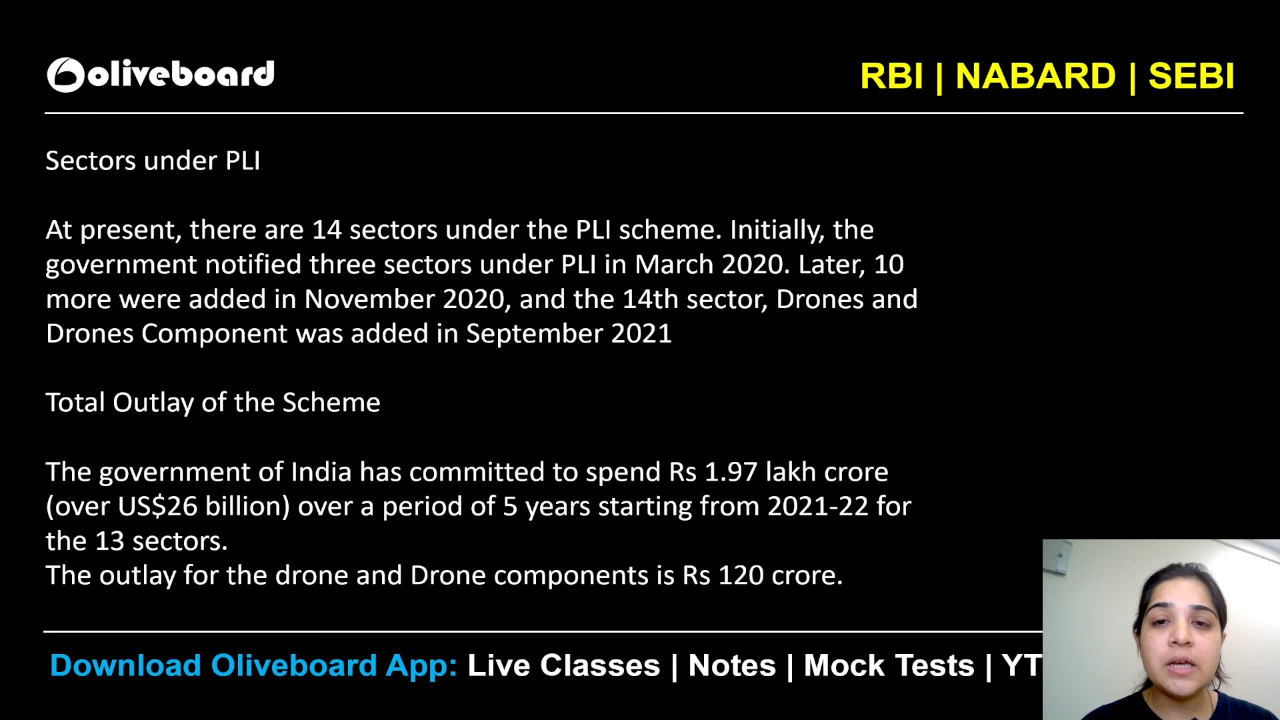 oliveboard
RBI | NABARD | SEBI
Sectors under PLI
At present, there are 14 sectors under the PLI scheme. Initially, the
government notified three sectors under PLI in March 2020. Later, 10
more were added in November 2020, and the 14th sector, Drones and
Drones Component was added in September 2021
Total Outlay of the Scheme
The government of India has committed to spend Rs 1.97 lakh crore
(over US$26 billion) over a period of 5 years starting from 2021-22 for
the 13 sectors.
The outlay for the drone and Drone components is Rs 120 crore.
Download Oliveboard App: Live Classes | Notes | Mock Tests | YT